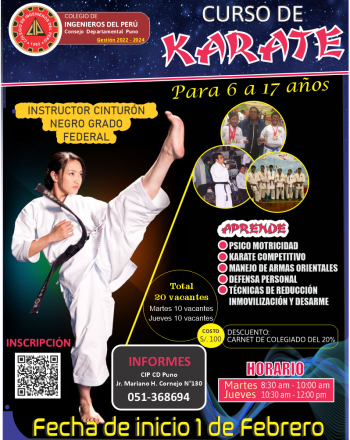 COLEGIO DE
INGENIEROS DEL PERÚ
Consejo Departamental Puno
Gestión 2022 - 2024
CURSO DE
KARATE
Para 6 a 17 años
INSTRUCTOR CINTURÓN
NEGRO GRADO
FEDERAL
APRENDE
PSICO MOTRICIDAD
KARATE COMPETITIVO
MANEJO DE ARMAS ORIENTALES
DEFENSA PERSONAL
TÉCNICAS DE REDUCCIÓN
INMOVILIZACIÓN Y DESARME
Total
20 vacantes
Martes 10 vacantes
Jueves 10 vacantes
COSTO
S/. 100
DESCUENTO:
CARNET DE COLEGIADO DEL 20%
INSCRIPCIÓN
INFORMES
CIP CD Puno
Jr. Mariano H. Cornejo N°130
051-368694
HORARIO
Martes 8:30 am - 10:00 am
Jueves 10:30 am - 12:00 pm
Fecha de inicio 1 de Febrero